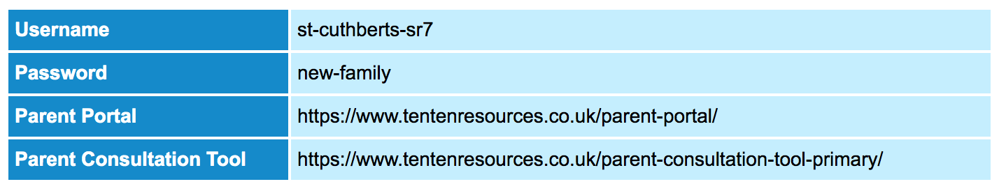 Username st-cuthberts-sr7
Password new-family
Parent Portal https://www.tentenresources.co.uk/parent-portal/
Parent Consultation Tool https://www.tentenresources.co.uk/parent-consultation-tool-primary/